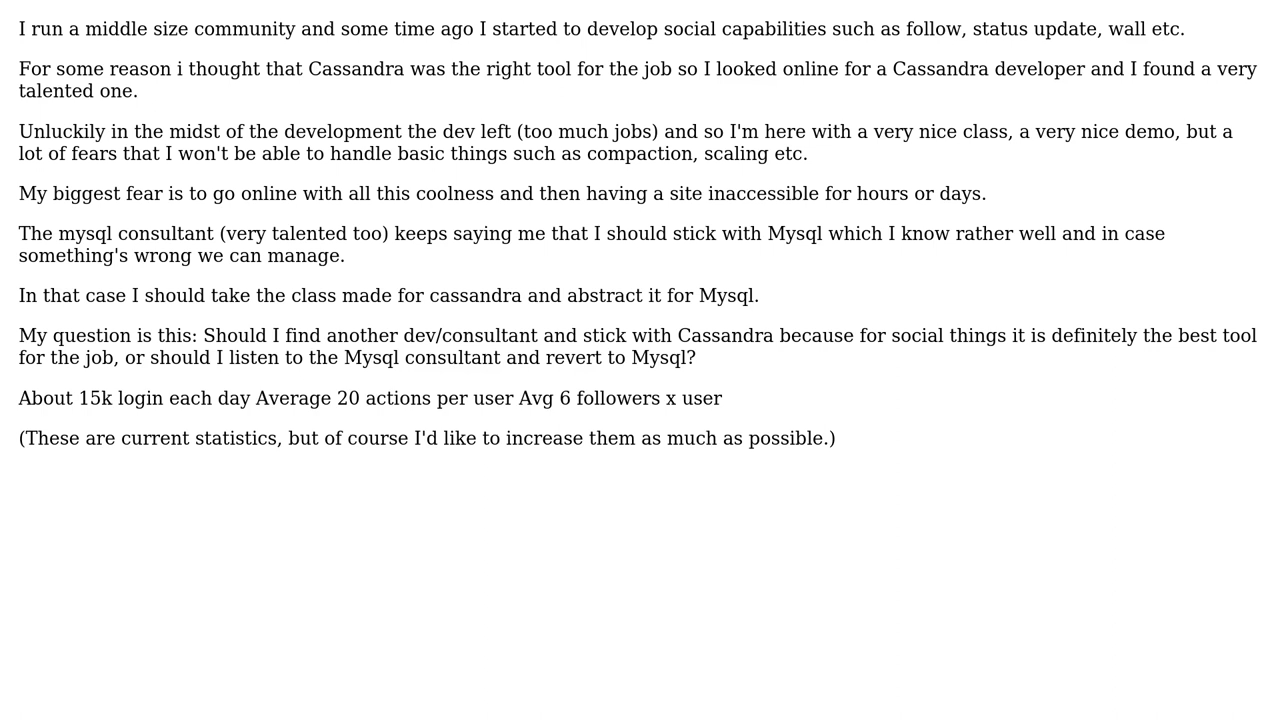 I run a middle size community and some time ago I started to develop social capabilities such as follow, status update, wall etc.
For some reason i thought that Cassandra was the right tool for the job so I looked online for a Cassandra developer and I found a very
talented one.
Unluckily in the midst of the development the dev left (too much jobs) and so I'm here with a very nice class, a very nice demo, but a
lot of fears that I won't be able to handle basic things such as compaction, scaling etc.
My biggest fear is to go online with all this coolness and then having a site inaccessible for hours or days.
The mysql consultant (very talented too) keeps saying me that I should stick with Mysql which I know rather well and in case
something's wrong we can manage.
In that case I should take the class made for cassandra and abstract it for Mysql.
My question is this: Should I find another dev/consultant and stick with Cassandra because for social things it is definitely the best tool
for the job, or should I listen to the Mysql consultant and revert to Mysql?
About 15k login each day Average 20 actions per user Avg 6 followers x user
(These are current statistics, but of course I'd like to increase them as much as possible.)